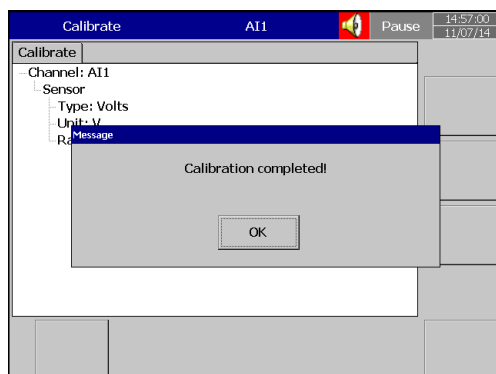 Calibrate AI1 Pause 14:57:00
11/07/14
Calibrate
Channel: AI1
Sensor
Type: Volts
Unit: V
Message
Calibration completed!
OK